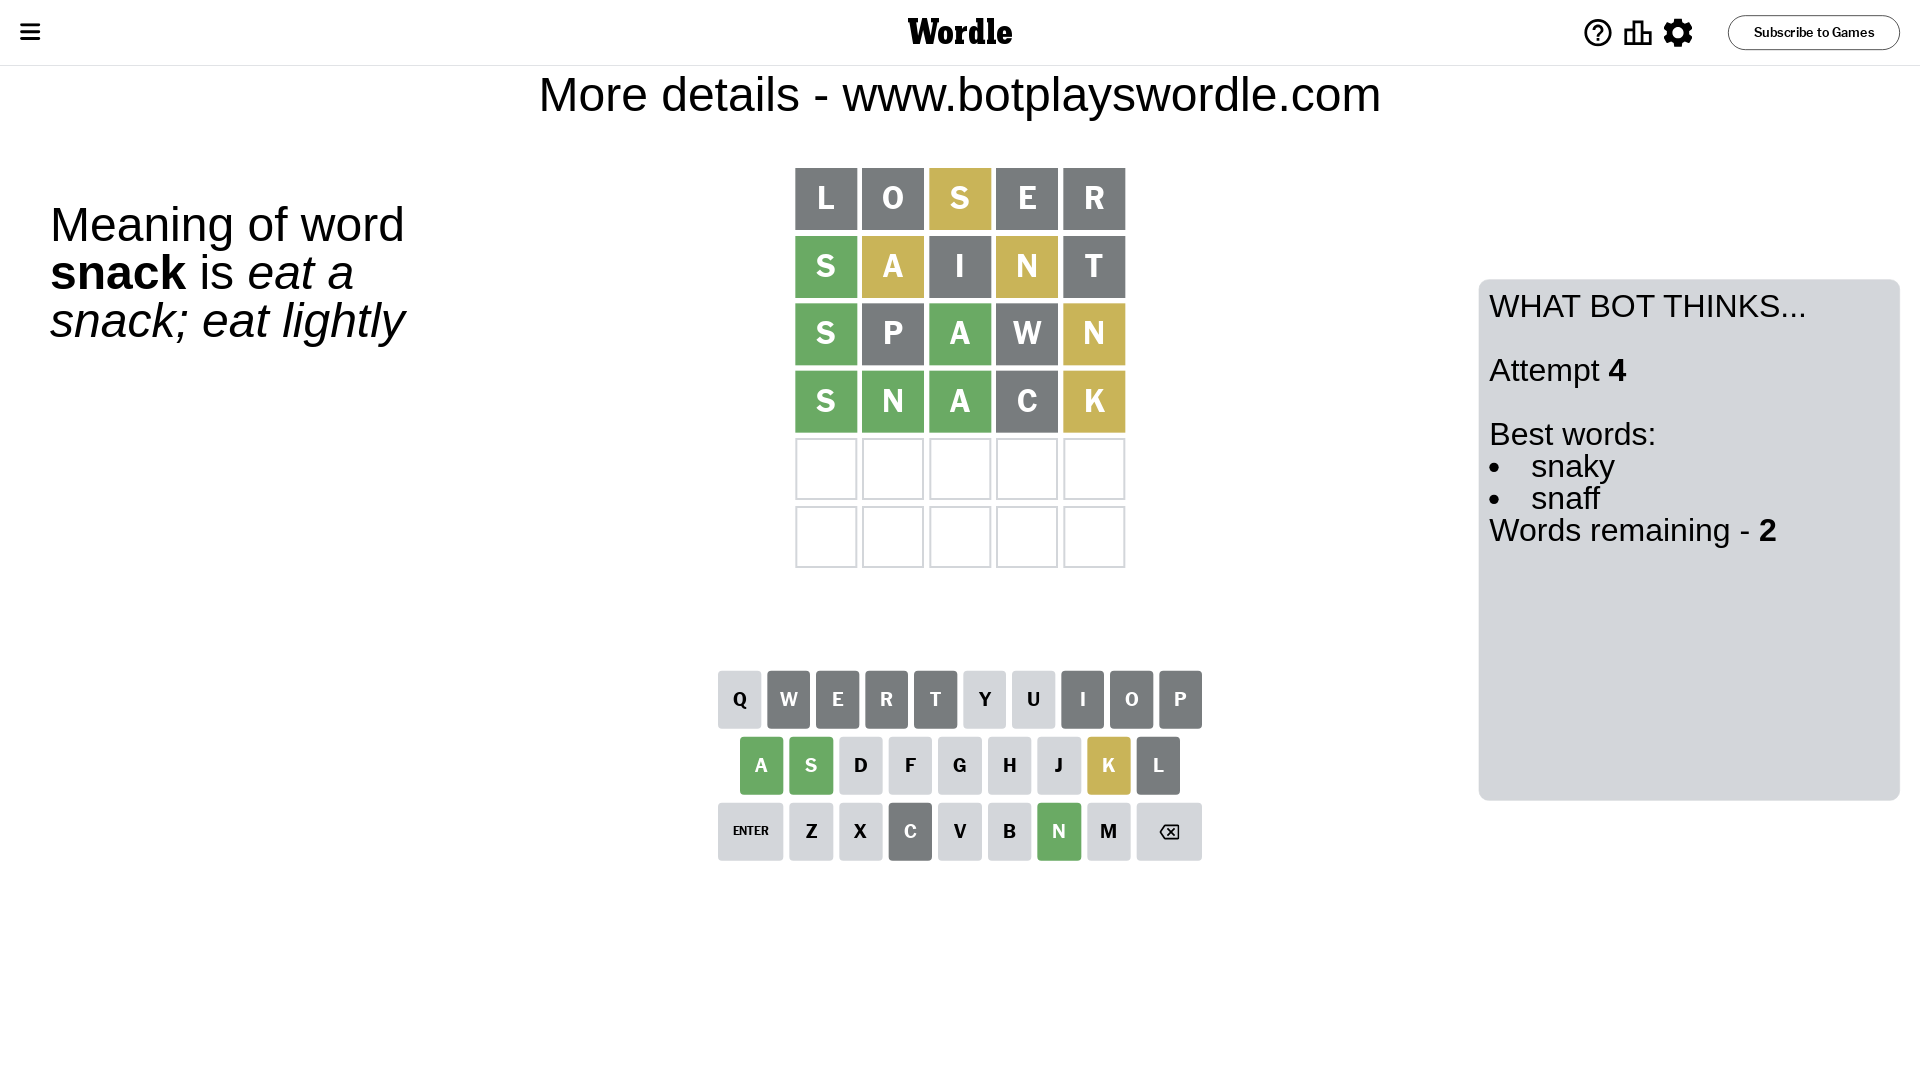 Wordle
Subscribe to Games
More details - www.botplayswordle.com
Meaning of word
snack is eat a
snack; eat lightly
L O S E R
S A I N T
S P A W N
S N A C K
WHAT BOT THINKS...
Attempt 4
Best words:
• snaky
• snaff
Words remaining - 2
Q W E R T Y U I O P
A S D F G H J K L
ENTER Z X C V B N M